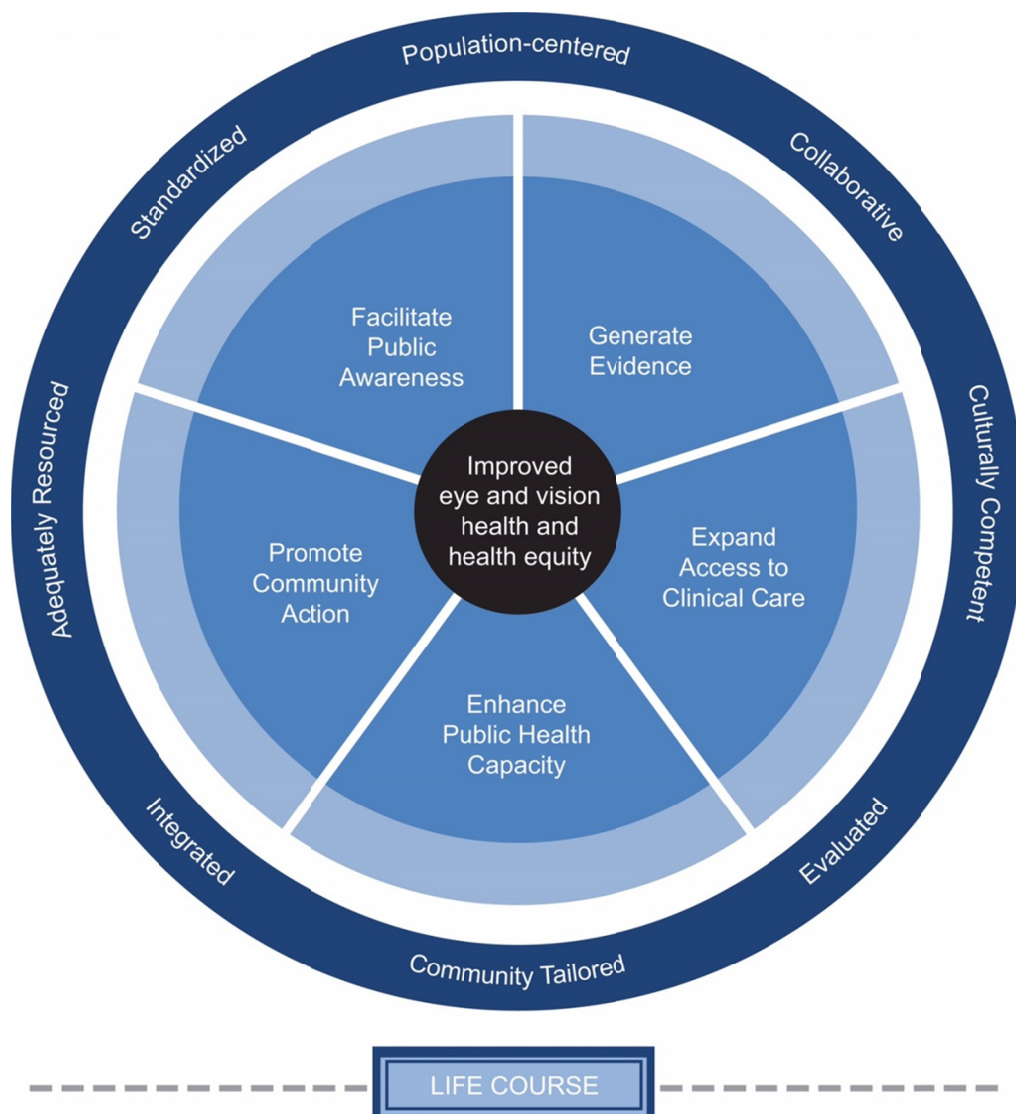 Population-centered
Collaborative
Culturally Competent
Evaluated
Community Tailored
Integrated
Adequately Resourced
Standardized
Facilitate
Public
Awareness
Generate
Evidence
Expand
Access to
Clinical Care
Enhance
Public Health
Capacity
Promote
Community
Action
Improved
eye and vision
health and
health equity
LIFE COURSE